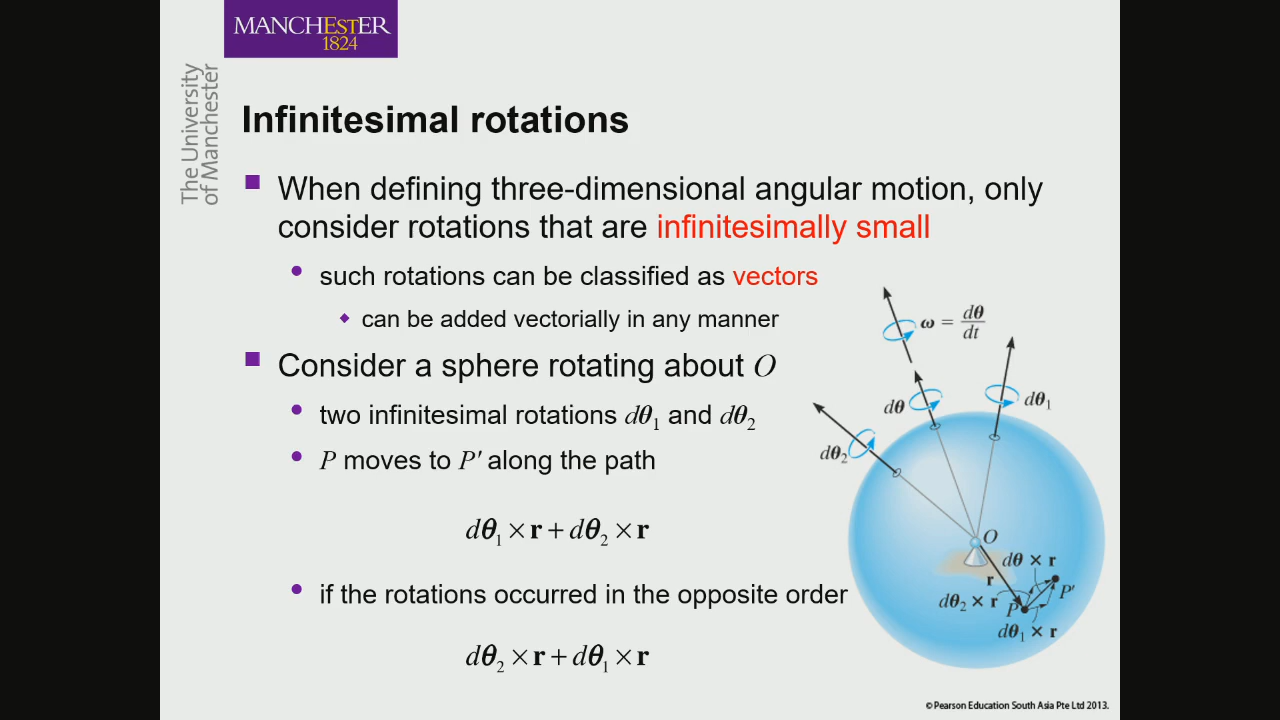 MANCHESTER
1824
The University
of Manchester
Infinitesimal rotations
When defining three-dimensional angular motion, only
consider rotations that are infinitesimally small
such rotations can be classified as vectors
can be added vectorially in any manner
Consider a sphere rotating about O
two infinitesimal rotations dθ₁ and dθ₂
P moves to P′ along the path
dθ₁ × r + dθ₂ × r
if the rotations occurred in the opposite order
dθ₂ × r + dθ₁ × r
ω = dθ/dt
dθ
dθ₁
dθ₂
O
dθ × r
r
dθ₂ × r
P
P′
dθ₁ × r
© Pearson Education South Asia Pte Ltd 2013.